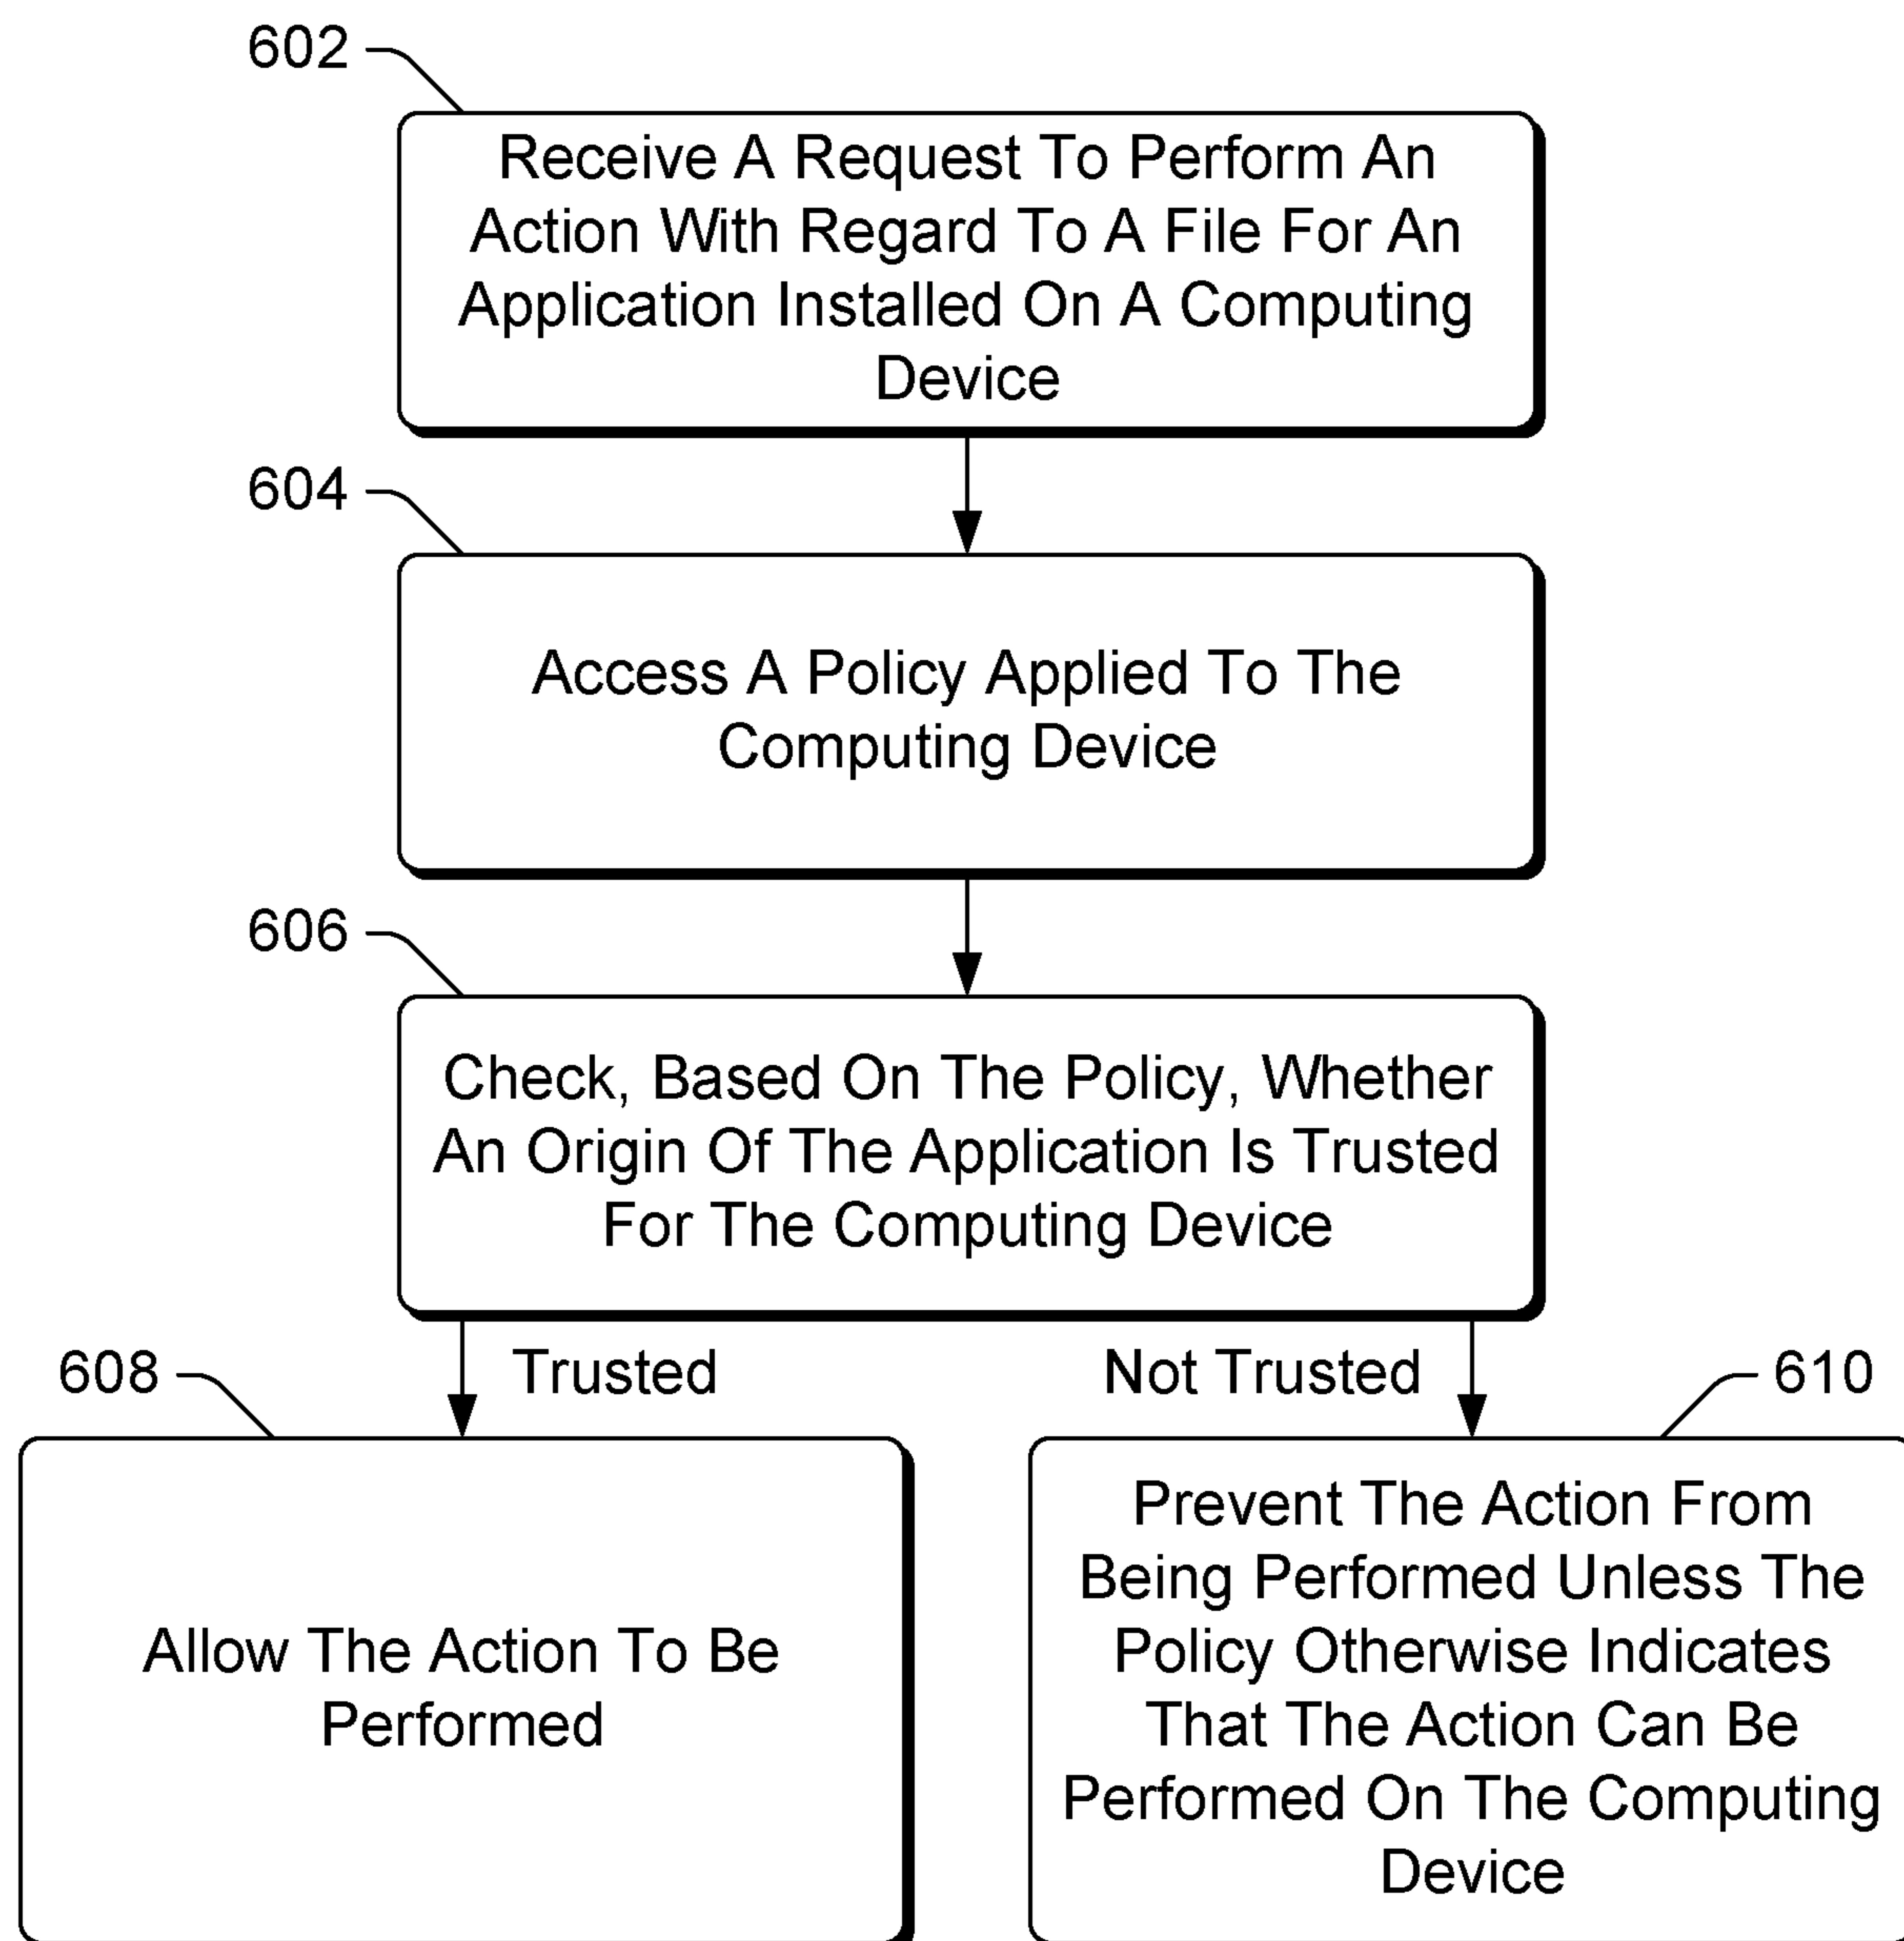 602
Receive A Request To Perform An
Action With Regard To A File For An
Application Installed On A Computing
Device
604
Access A Policy Applied To The
Computing Device
606
Check, Based On The Policy, Whether
An Origin Of The Application Is Trusted
For The Computing Device
608
Trusted
Not Trusted
610
Allow The Action To Be
Performed
Prevent The Action From
Being Performed Unless The
Policy Otherwise Indicates
That The Action Can Be
Performed On The Computing
Device